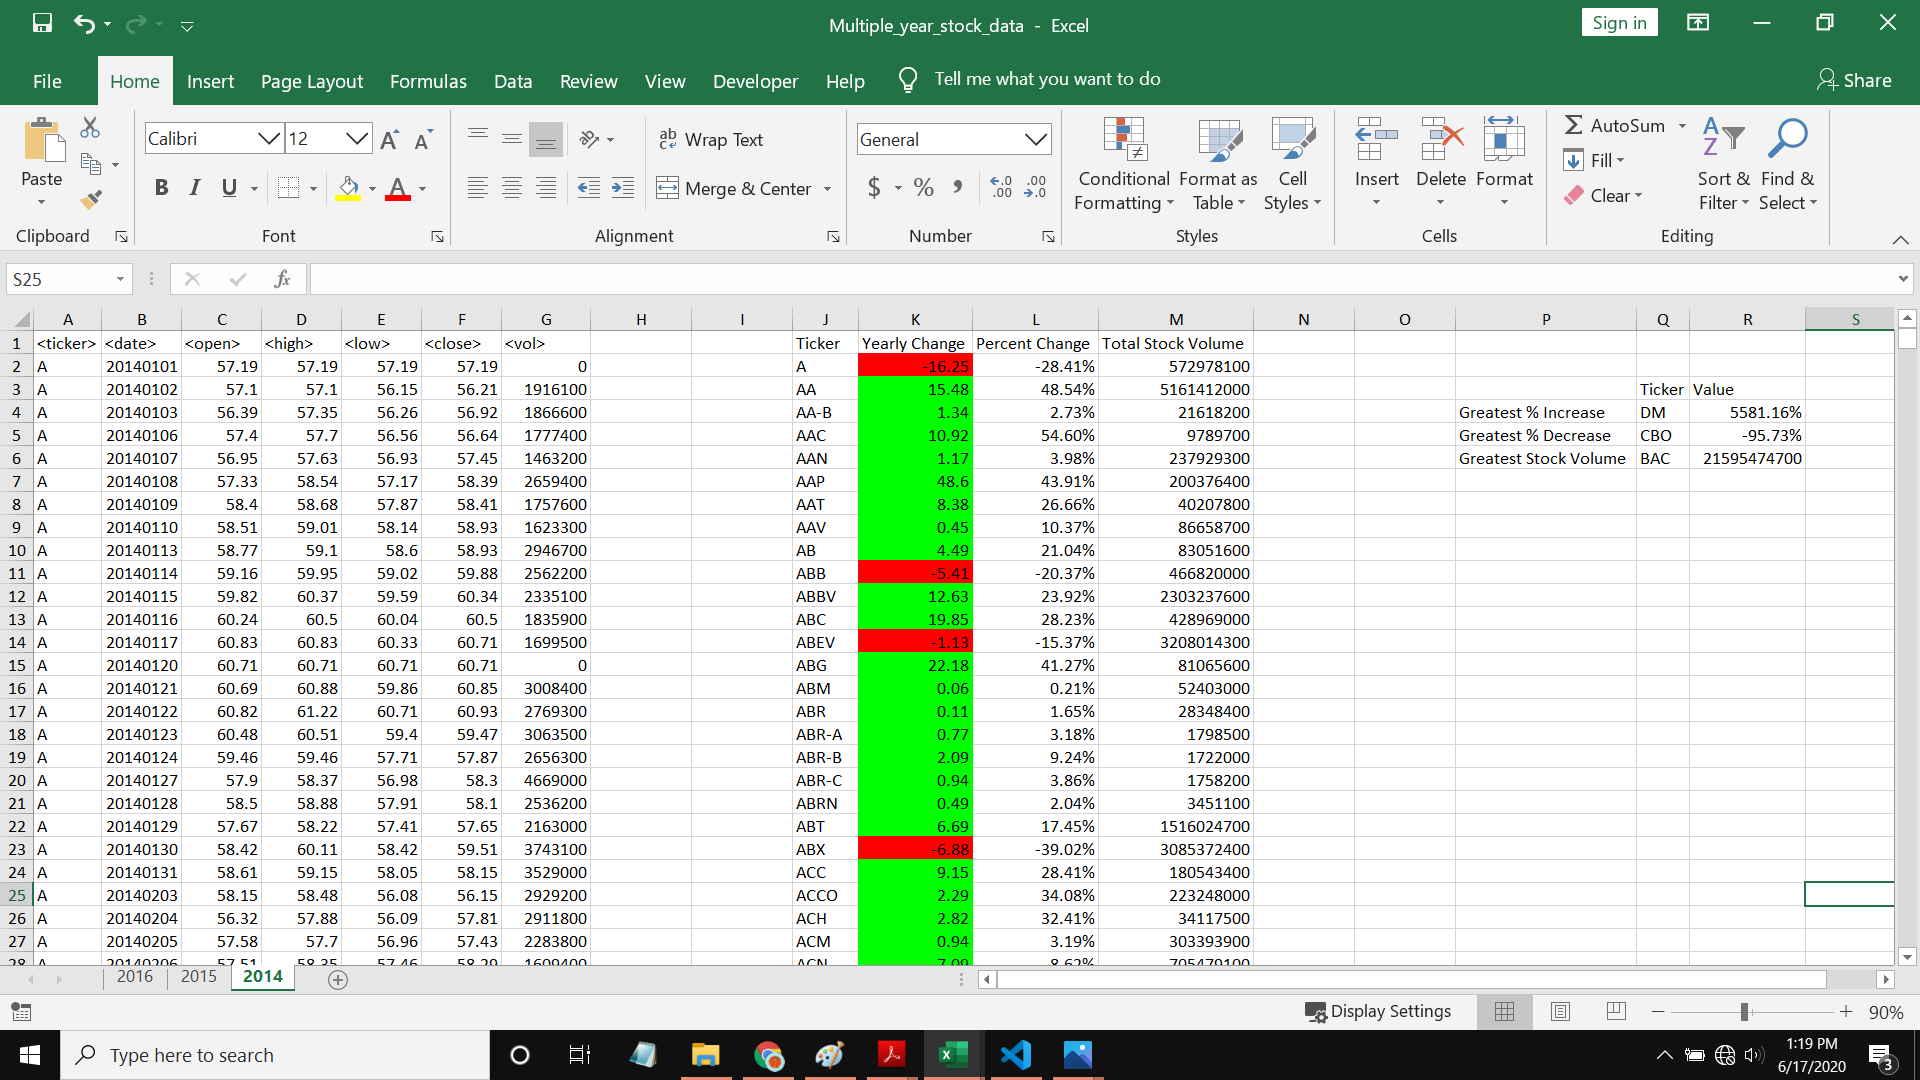 Multiple_year_stock_data - Excel
Sign in
File Home Insert Page Layout Formulas Data Review View Developer Help Tell me what you want to do Share
Paste
Calibri 12
B I U A
ab Wrap Text
Merge & Center
General
$ % ,
Conditional Formatting
Format as Table
Cell Styles
Insert Delete Format
AutoSum
Fill
Clear
Sort & Filter
Find & Select
Clipboard Font Alignment Number Styles Cells Editing
S25 fx
A B C D E F G H I J K L M N O P Q R S
1 <ticker> <date> <open> <high> <low> <close> <vol> Ticker Yearly Change Percent Change Total Stock Volume
2 A 20140101 57.19 57.19 57.19 57.19 0 A -16.25 -28.41% 572978100
3 A 20140102 57.1 57.1 56.15 56.21 1916100 AA 15.48 48.54% 5161412000 Ticker Value
4 A 20140103 56.39 57.35 56.26 56.92 1866600 AA-B 1.34 2.73% 21618200 Greatest % Increase DM 5581.16%
5 A 20140106 57.4 57.7 56.56 56.64 1777400 AAC 10.92 54.60% 9789700 Greatest % Decrease CBO -95.73%
6 A 20140107 56.95 57.63 56.93 57.45 1463200 AAN 1.17 3.98% 237929300 Greatest Stock Volume BAC 21595474700
7 A 20140108 57.33 58.54 57.17 58.39 2659400 AAP 48.6 43.91% 200376400
8 A 20140109 58.4 58.68 57.87 58.41 1757600 AAT 8.38 26.66% 40207800
9 A 20140110 58.51 59.01 58.14 58.93 1623300 AAV 0.45 10.37% 86658700
10 A 20140113 58.77 59.1 58.6 58.93 2946700 AB 4.49 21.04% 83051600
11 A 20140114 59.16 59.95 59.02 59.88 2562200 ABB -5.41 -20.37% 466820000
12 A 20140115 59.82 60.37 59.59 60.34 2335100 ABBV 12.63 23.92% 2303237600
13 A 20140116 60.24 60.5 60.04 60.5 1835900 ABC 19.85 28.23% 428969000
14 A 20140117 60.83 60.83 60.33 60.71 1699500 ABEV -1.13 -15.37% 3208014300
15 A 20140120 60.71 60.71 60.71 60.71 0 ABG 22.18 41.27% 81065600
16 A 20140121 60.69 60.88 59.86 60.85 3008400 ABM 0.06 0.21% 52403000
17 A 20140122 60.82 61.22 60.71 60.93 2769300 ABR 0.11 1.65% 28348400
18 A 20140123 60.48 60.51 59.4 59.47 3063500 ABR-A 0.77 3.18% 1798500
19 A 20140124 59.46 59.46 57.71 57.87 2656300 ABR-B 2.09 9.24% 1722000
20 A 20140127 57.9 58.37 56.98 58.3 4669000 ABR-C 0.94 3.86% 1758200
21 A 20140128 58.5 58.88 57.91 58.1 2536200 ABRN 0.49 2.04% 3451100
22 A 20140129 57.67 58.22 57.41 57.65 2163000 ABT 6.69 17.45% 1516024700
23 A 20140130 58.42 60.11 58.42 59.51 3743100 ABX -6.88 -39.02% 3085372400
24 A 20140131 58.61 59.15 58.05 58.15 3529000 ACC 9.15 28.41% 180543400
25 A 20140203 58.15 58.48 56.08 56.15 2929200 ACCO 2.29 34.08% 223248000
26 A 20140204 56.32 57.88 56.09 57.81 2911800 ACH 2.82 32.41% 34117500
27 A 20140205 57.58 57.7 56.96 57.43 2283800 ACM 0.94 3.19% 303393900
28 A 20140206 57.51 58.35 57.46 58.29 1609400 ACN 7.09 8.62% 705479100
2016 2015 2014
Display Settings 90%
Type here to search
1:19 PM
6/17/2020
3